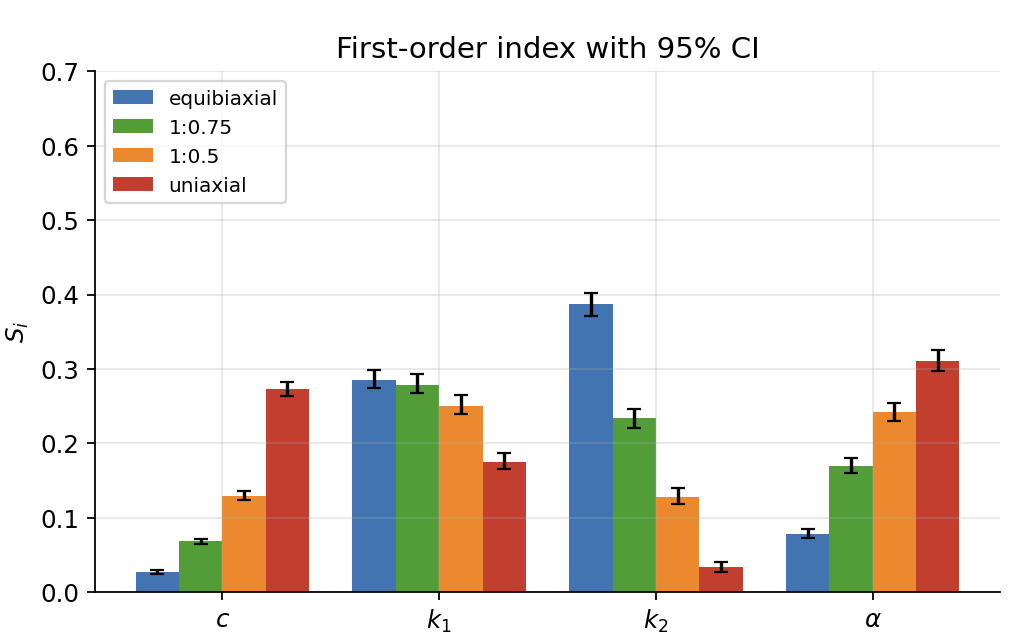 First-order index with 95% CI
0.7
0.6
0.5
0.4
0.3
0.2
0.1
0.0
S_i
equibiaxial
1:0.75
1:0.5
uniaxial
c
k_1
k_2
α